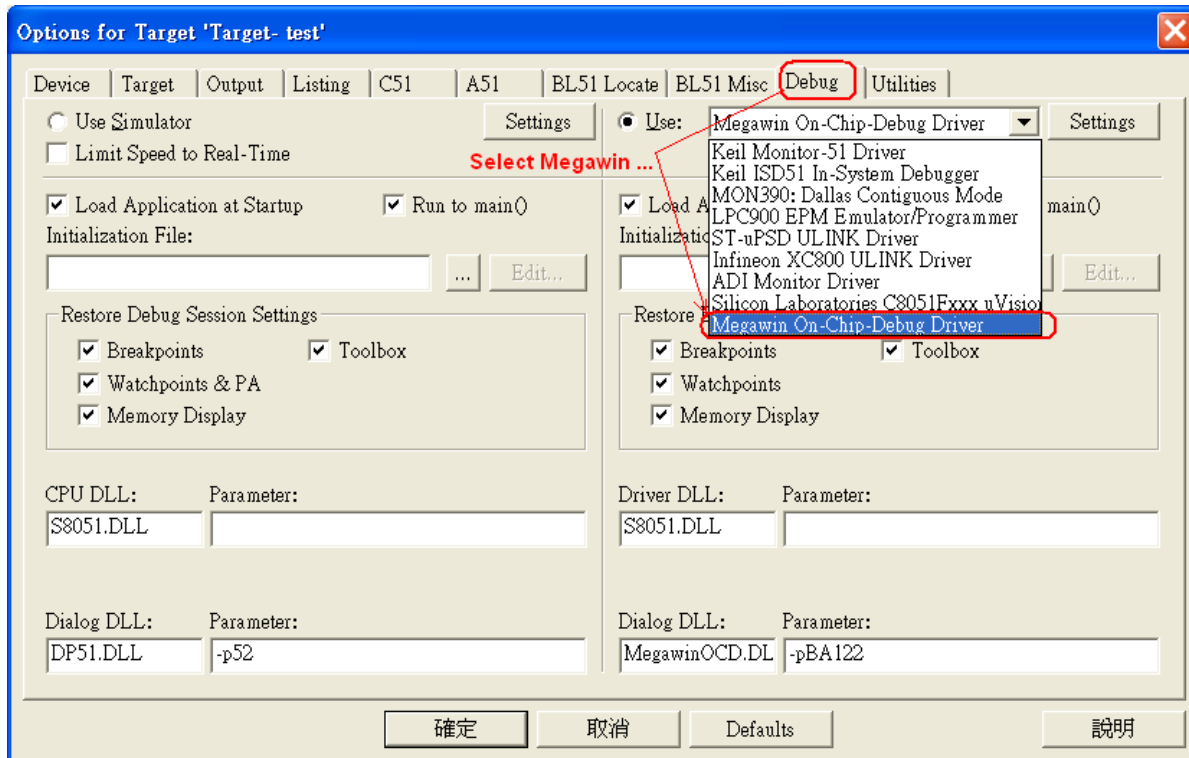 Options for Target 'Target- test'
Device Target Output Listing C51 A51 BL51 Locate BL51 Misc Debug Utilities
Use Simulator Settings Use: Megawin On-Chip-Debug Driver Settings
Limit Speed to Real-Time
Select Megawin ...
Keil Monitor-51 Driver
Keil ISD51 In-System Debugger
MON390: Dallas Contiguous Mode
LPC900 EPM Emulator/Programmer
ST-uPSD ULINK Driver
Infineon XC800 ULINK Driver
ADI Monitor Driver
Silicon Laboratories C8051Fxxx uVision
Megawin On-Chip-Debug Driver
Load Application at Startup Run to main() Load A main()
Initialization File: Initializatio
... Edit... Edit...
Restore Debug Session Settings Restore
Breakpoints Toolbox Breakpoints Toolbox
Watchpoints & PA Watchpoints
Memory Display Memory Display
CPU DLL: Parameter: Driver DLL: Parameter:
S8051.DLL S8051.DLL
Dialog DLL: Parameter: Dialog DLL: Parameter:
DP51.DLL -p52 MegawinOCD.DL -pBA122
確定 取消 Defaults 說明